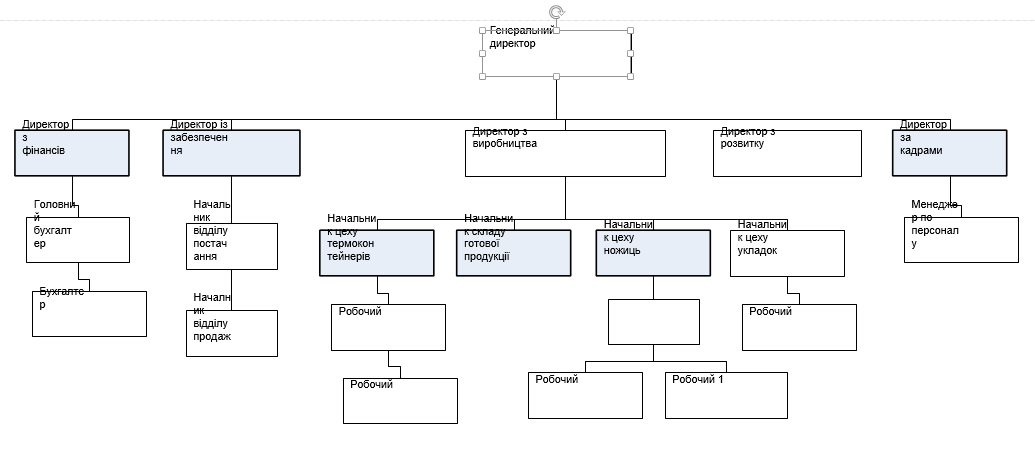 Генеральний
директор
Директор
з
фінансів
Директор із
забезпечен
ня
Директор з
виробництва
Директор з
розвитку
Директор
за
кадрами
Головни
й
бухгалт
ер
Началь
ник
відділу
постач
ання
Начальни
к цеху
термокон
тейнерів
Начальни
к складу
готової
продукції
Начальни
к цеху
ножиць
Начальни
к цеху
укладок
Менедже
р по
персонал
у
Бухгалте
р
Начальн
ик
відділу
продаж
Робочий
Робочий
Робочий
Робочий
Робочий 1